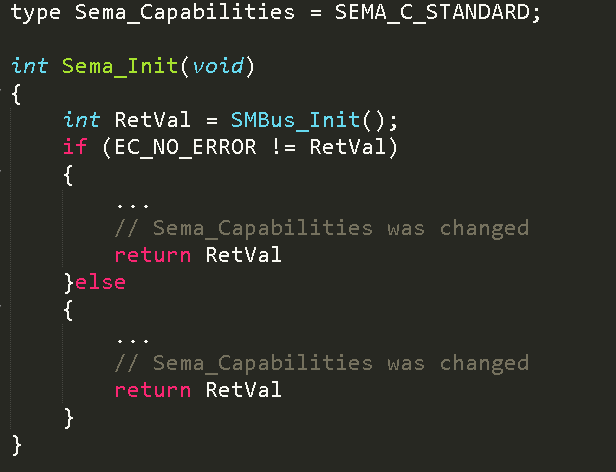 type Sema_Capabilities = SEMA_C_STANDARD;
int Sema_Init(void)
{
int RetVal = SMBus_Init();
if (EC_NO_ERROR != RetVal)
{
...
// Sema_Capabilities was changed
return RetVal
}else
{
...
// Sema_Capabilities was changed
return RetVal
}
}